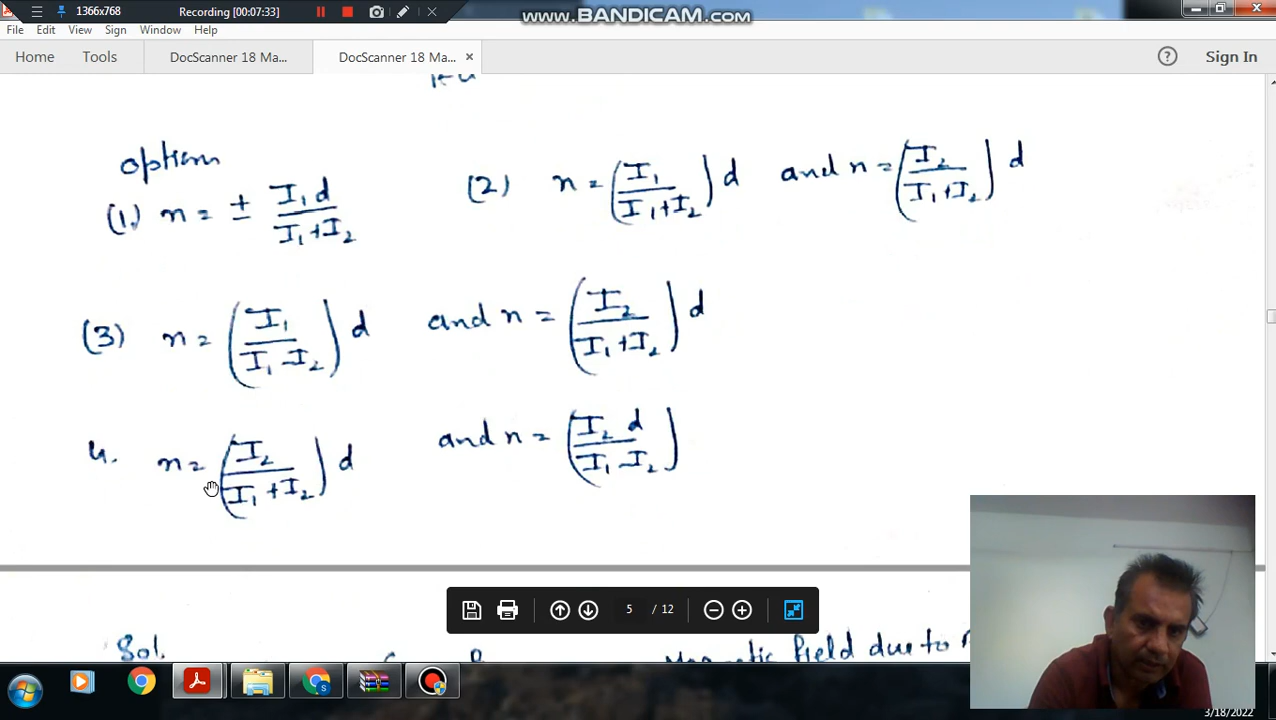 1366x768 Recording [00:07:33]
www.BANDICAM.com
File Edit View Sign Window Help
Home Tools DocScanner 18 Ma... DocScanner 18 Ma... × Sign In
option
(1.) x = ± I₁d / I₁+I₂ (2) x = (I₁ / I₁+I₂) d and x = (I₂ / I₁+I₂) d
(3) x = (I₁ / I₁-I₂) d and x = (I₂ / I₁+I₂) d
4. x = (I₂ / I₁+I₂) d and x = (I₂ d / I₁-I₂)
5 / 12
Sol. Magnetic field due to
3/18/2022